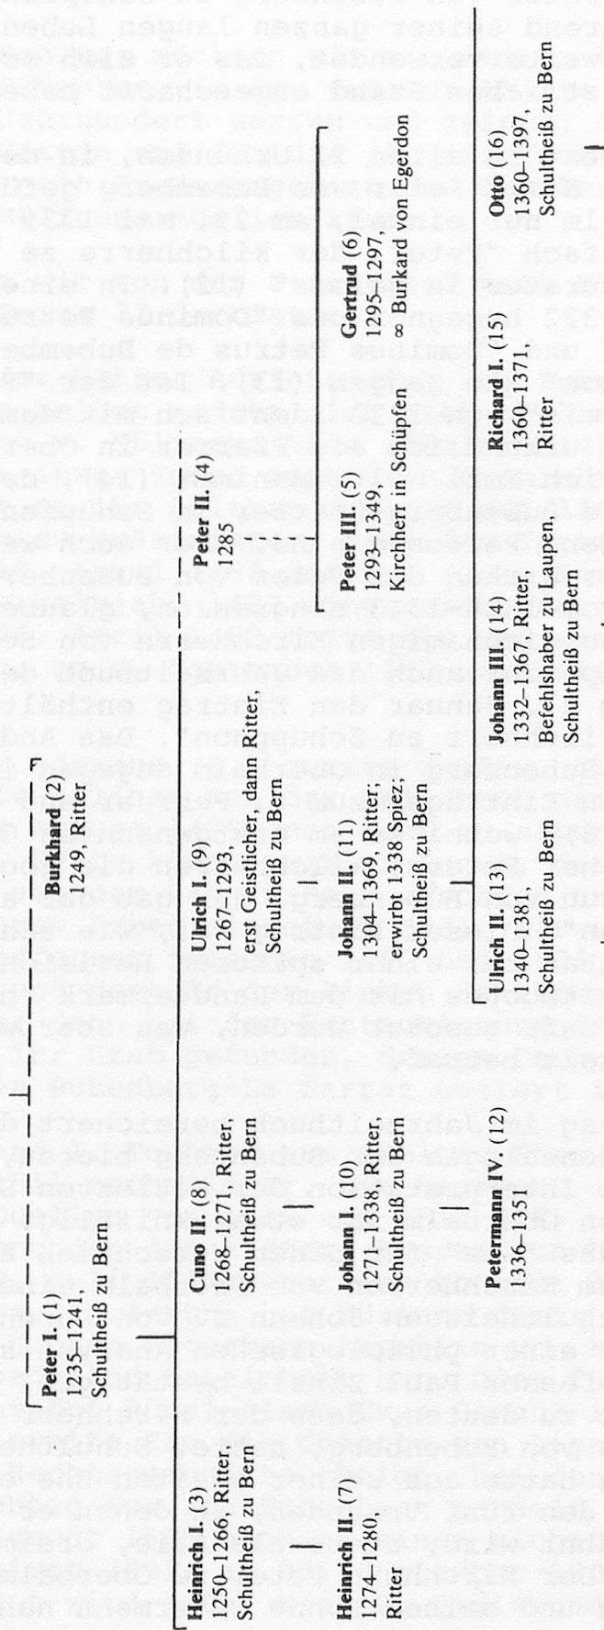 Peter I. (1)
1235–1241,
Schultheiß zu Bern
Burkhard (2)
1249, Ritter
Heinrich I. (3)
1250–1266, Ritter,
Schultheiß zu Bern
Cuno II. (8)
1268–1271, Ritter,
Schultheiß zu Bern
Ulrich I. (9)
1267–1293,
erst Geistlicher, dann Ritter,
Schultheiß zu Bern
Peter II. (4)
1285
Heinrich II. (7)
1274–1280,
Ritter
Johann I. (10)
1271–1338, Ritter,
Schultheiß zu Bern
Johann II. (11)
1304–1369, Ritter;
erwirbt 1338 Spiez;
Schultheiß zu Bern
Peter III. (5)
1293–1349,
Kirchherr in Schüpfen
Gertrud (6)
1295–1297,
∞ Burkard von Egerdon
Petermann IV. (12)
1336–1351
Ulrich II. (13)
1340–1381,
Schultheiß zu Bern
Johann III. (14)
1332–1367, Ritter,
Befehlshaber zu Laupen,
Schultheiß zu Bern
Richard I. (15)
1360–1371,
Ritter
Otto (16)
1360–1397,
Schultheiß zu Bern